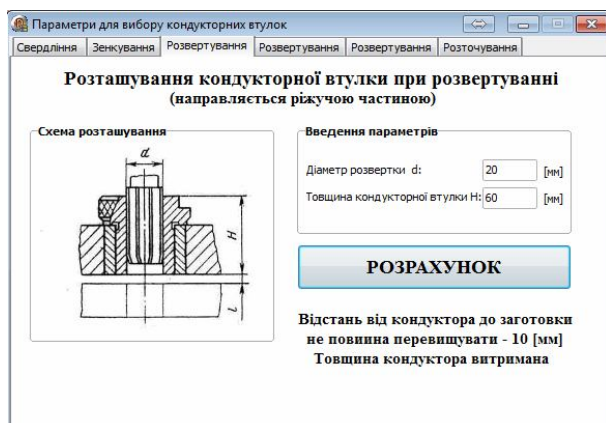 Параметри для вибору кондукторних втулок
Свердління Зенкування Розвертування Розвертування Розвертування Розточування
Розташування кондукторної втулки при розвертуванні
(направляється ріжучою частиною)
Схема розташування
d
H
l
Введення параметрів
Діаметр розвертки d: 20 [мм]
Товщина кондукторної втулки H: 60 [мм]
РОЗРАХУНОК
Відстань від кондуктора до заготовки
не повинна перевищувати - 10 [мм]
Товщина кондуктора витримана